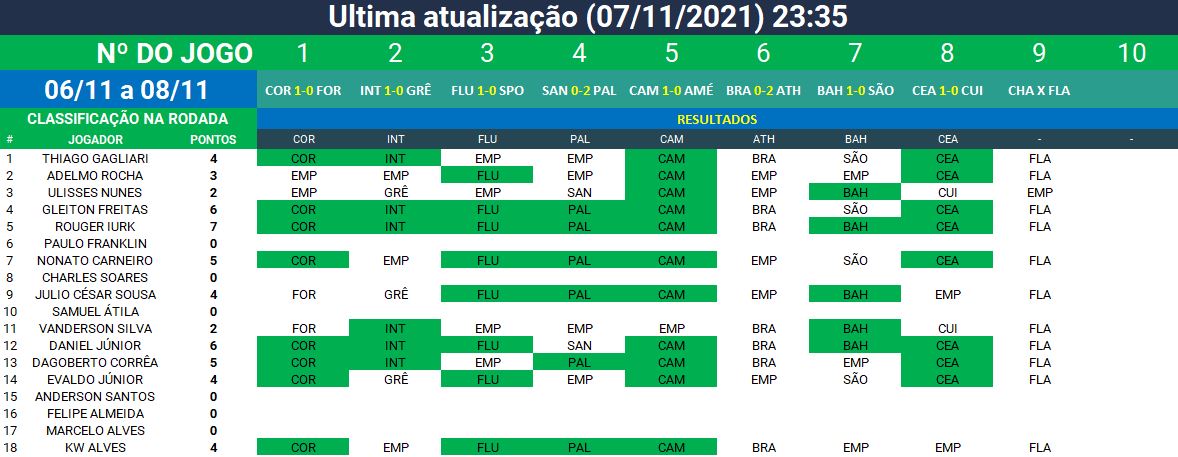 Ultima atualização (07/11/2021) 23:35
Nº DO JOGO 1 2 3 4 5 6 7 8 9 10
06/11 a 08/11 COR 1-0 FOR INT 1-0 GRÊ FLU 1-0 SPO SAN 0-2 PAL CAM 1-0 AMÉ BRA 0-2 ATH BAH 1-0 SÃO CEA 1-0 CUI CHA X FLA
CLASSIFICAÇÃO NA RODADA RESULTADOS
# JOGADOR PONTOS COR INT FLU PAL CAM ATH BAH CEA - -
1 THIAGO GAGLIARI 4 COR INT EMP EMP CAM BRA SÃO CEA FLA
2 ADELMO ROCHA 3 EMP EMP FLU EMP CAM EMP EMP CEA FLA
3 ULISSES NUNES 2 EMP GRÊ EMP SAN CAM EMP BAH CUI EMP
4 GLEITON FREITAS 6 COR INT FLU PAL CAM BRA SÃO CEA FLA
5 ROUGER IURK 7 COR INT FLU PAL CAM BRA BAH CEA FLA
6 PAULO FRANKLIN 0
7 NONATO CARNEIRO 5 COR EMP FLU PAL CAM EMP SÃO CEA FLA
8 CHARLES SOARES 0
9 JULIO CÉSAR SOUSA 4 FOR GRÊ FLU PAL CAM EMP BAH EMP FLA
10 SAMUEL ÁTILA 0
11 VANDERSON SILVA 2 FOR INT EMP EMP EMP BRA BAH CUI FLA
12 DANIEL JÚNIOR 6 COR INT FLU SAN CAM BRA BAH CEA FLA
13 DAGOBERTO CORRÊA 5 COR INT EMP PAL CAM BRA EMP CEA FLA
14 EVALDO JÚNIOR 4 COR GRÊ FLU EMP CAM EMP SÃO CEA FLA
15 ANDERSON SANTOS 0
16 FELIPE ALMEIDA 0
17 MARCELO ALVES 0
18 KW ALVES 4 COR EMP FLU PAL CAM BRA EMP EMP FLA